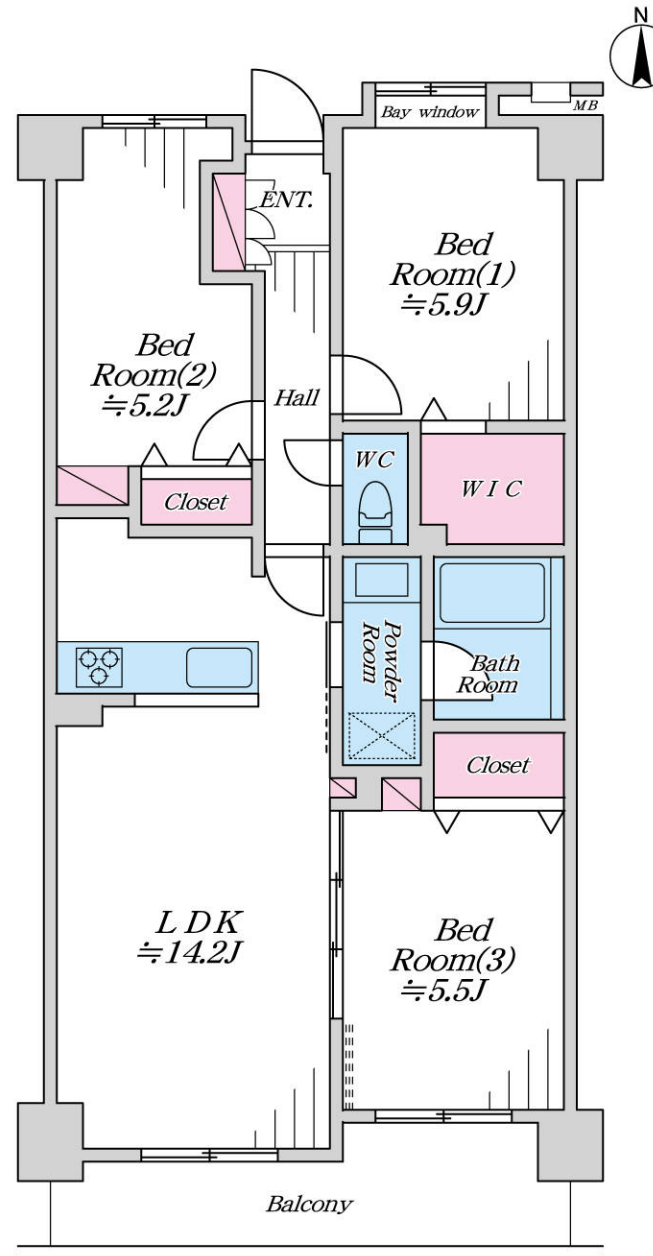 N
Bay window
MB
ENT.
Bed
Room(1)
≒5.9J
Bed
Room(2)
≒5.2J
Hall
WC
WIC
Closet
Powder
Room
Bath
Room
Closet
LDK
≒14.2J
Bed
Room(3)
≒5.5J
Balcony